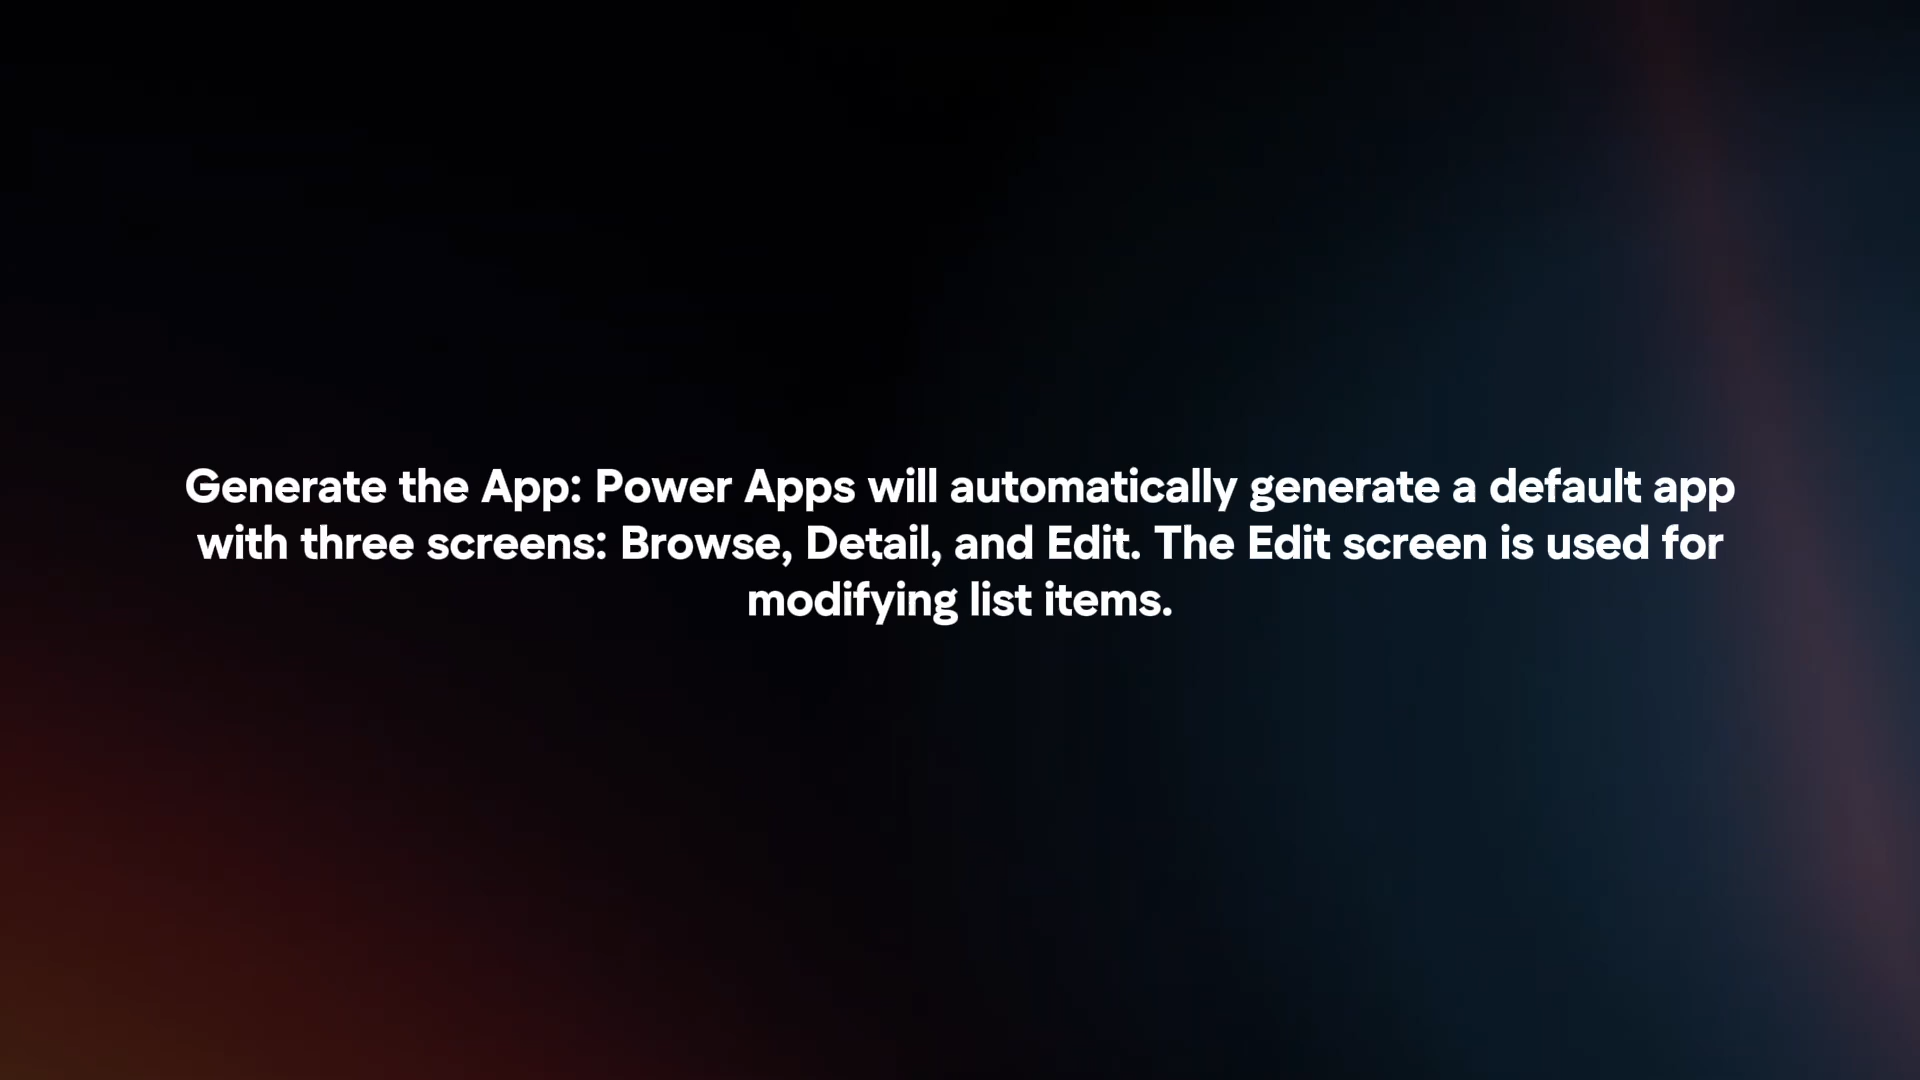 Generate the App: Power Apps will automatically generate a default app
with three screens: Browse, Detail, and Edit. The Edit screen is used for
modifying list items.